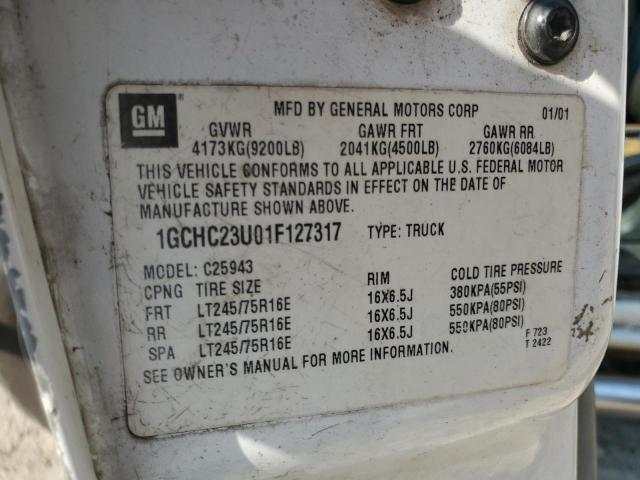 GM MFD BY GENERAL MOTORS CORP 01/01
GVWR GAWR FRT GAWR RR
4173KG(9200LB) 2041KG(4500LB) 2760KG(6084LB)
THIS VEHICLE CONFORMS TO ALL APPLICABLE U.S. FEDERAL MOTOR
VEHICLE SAFETY STANDARDS IN EFFECT ON THE DATE OF
MANUFACTURE SHOWN ABOVE.
1GCHC23U01F127317 TYPE: TRUCK
MODEL: C25943
CPNG TIRE SIZE RIM COLD TIRE PRESSURE
FRT LT245/75R16E 16X6.5J 380KPA(55PSI)
RR LT245/75R16E 16X6.5J 550KPA(80PSI)
SPA LT245/75R16E 16X6.5J 550KPA(80PSI)
SEE OWNER'S MANUAL FOR MORE INFORMATION.
F 723
T 2422